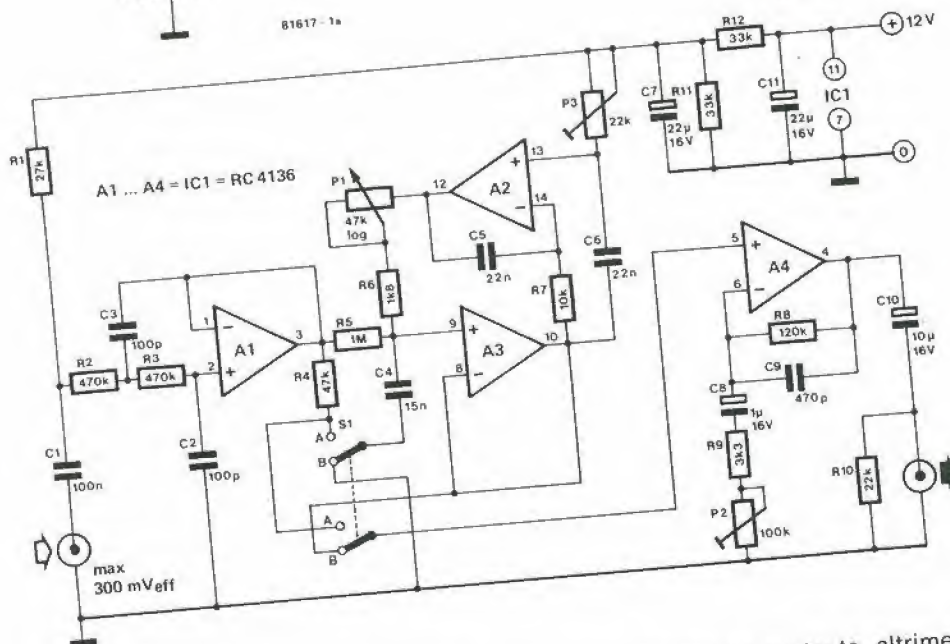 81617-1a
R12
33k
+ 12V
R1
27k
P3
22k
C7
22µ
16V
R11
33k
C11
22µ
16V
11
IC1
7
0
A1 ... A4 = IC1 = RC 4136
P1
47k
log
12
A2
+ 13
- 14
C5
22n
C6
22n
R6
1k8
R7
10k
C3
100p
1 -
A1
3
2 +
R2
470k
R3
470k
R5
1M
R4
47k
9 +
A3
10
8 -
C4
15n
5 +
A4
4
6 -
R8
120k
C9
470p
C10
10µ
16V
C8
1µ
16V
R9
3k3
R10
22k
P2
100k
C1
100n
C2
100p
A
S1
B
A
B
max
300 mVeff